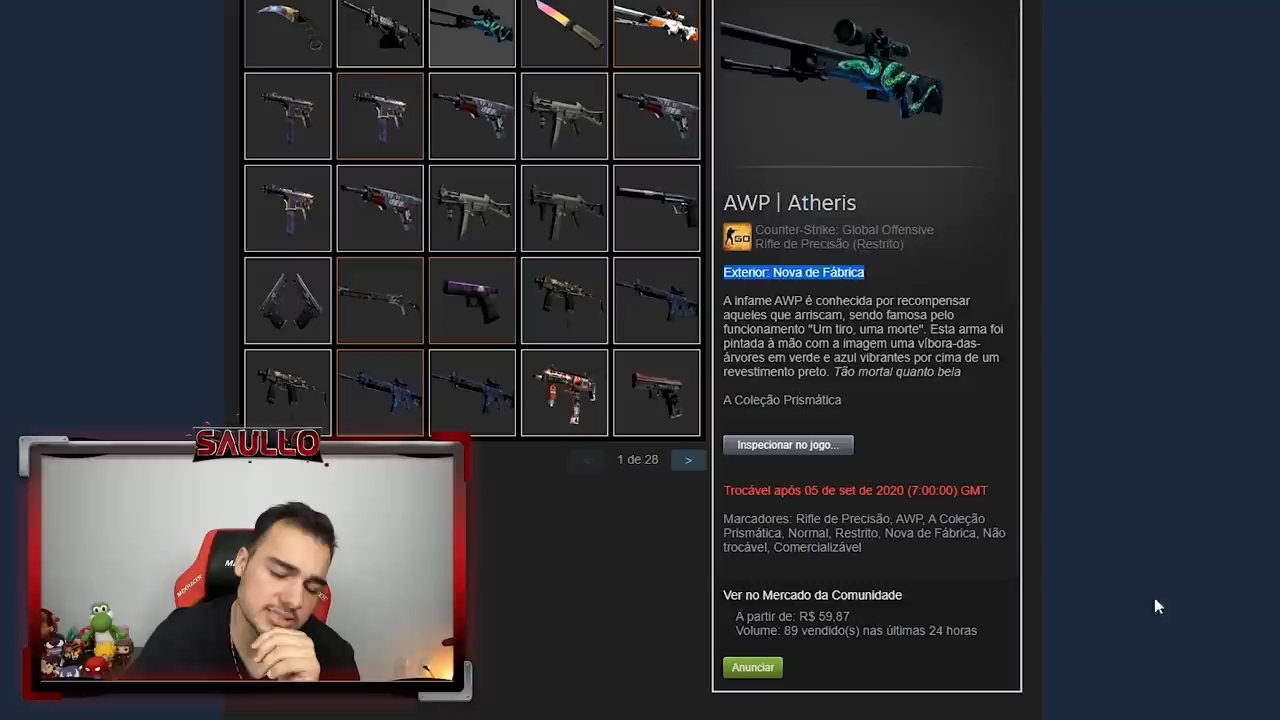 AWP | Atheris
GO
Counter-Strike: Global Offensive
Rifle de Precisão (Restrito)
Exterior: Nova de Fábrica
A infame AWP é conhecida por recompensar
aqueles que arriscam, sendo famosa pelo
funcionamento "Um tiro, uma morte". Esta arma foi
pintada à mão com a imagem uma víbora-das-
árvores em verde e azul vibrantes por cima de um
revestimento preto. Tão mortal quanto bela
A Coleção Prismática
Inspecionar no jogo...
Trocável após 05 de set de 2020 (7:00:00) GMT
Marcadores: Rifle de Precisão, AWP, A Coleção
Prismática, Normal, Restrito, Nova de Fábrica, Não
trocável, Comercializável
Ver no Mercado da Comunidade
A partir de: R$ 59,87
Volume: 89 vendido(s) nas últimas 24 horas
Anunciar
< 1 de 28 >
SAULLO